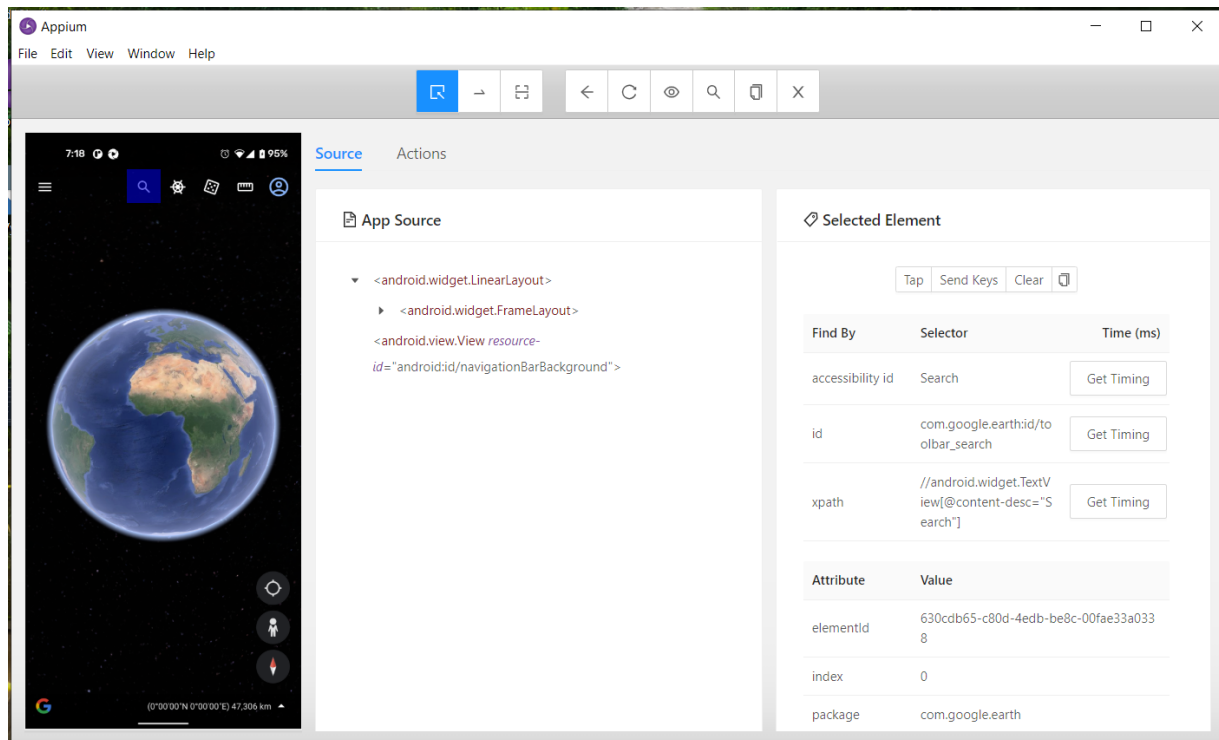 Appium
File Edit View Window Help
7:18 95%
Source Actions
App Source
<android.widget.LinearLayout>
<android.widget.FrameLayout>
<android.view.View resource-
id="android:id/navigationBarBackground">
Selected Element
Tap Send Keys Clear
Find By Selector Time (ms)
accessibility id Search Get Timing
id com.google.earth:id/to
olbar_search Get Timing
xpath //android.widget.TextV
iew[@content-desc="S
earch"] Get Timing
Attribute Value
elementId 630cdb65-c80d-4edb-be8c-00fae33a033
8
index 0
package com.google.earth
G
(0°00'00"N 0°00'00"E) 47,306 km